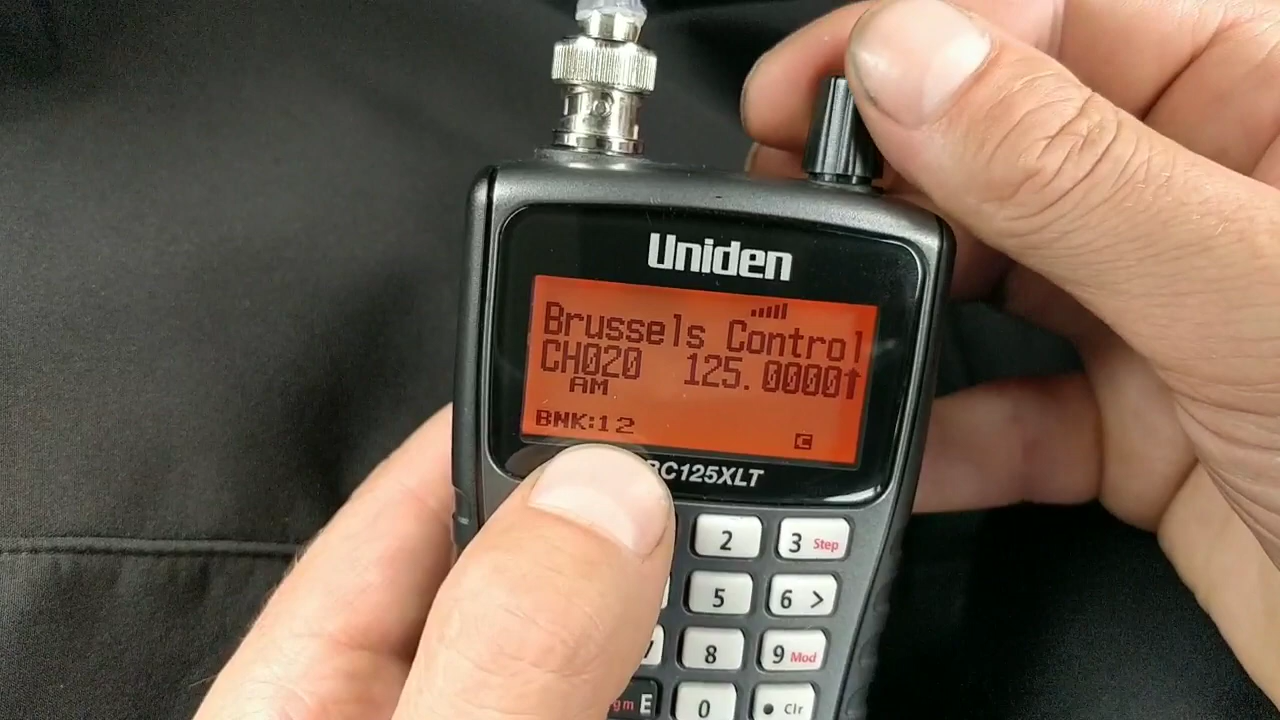 Uniden
Brussels Control
CH020 125.0000↑
AM
BNK:12
C
BC125XLT
2
3 Step
5
6 >
8
9 Mod
E
0
• Clr